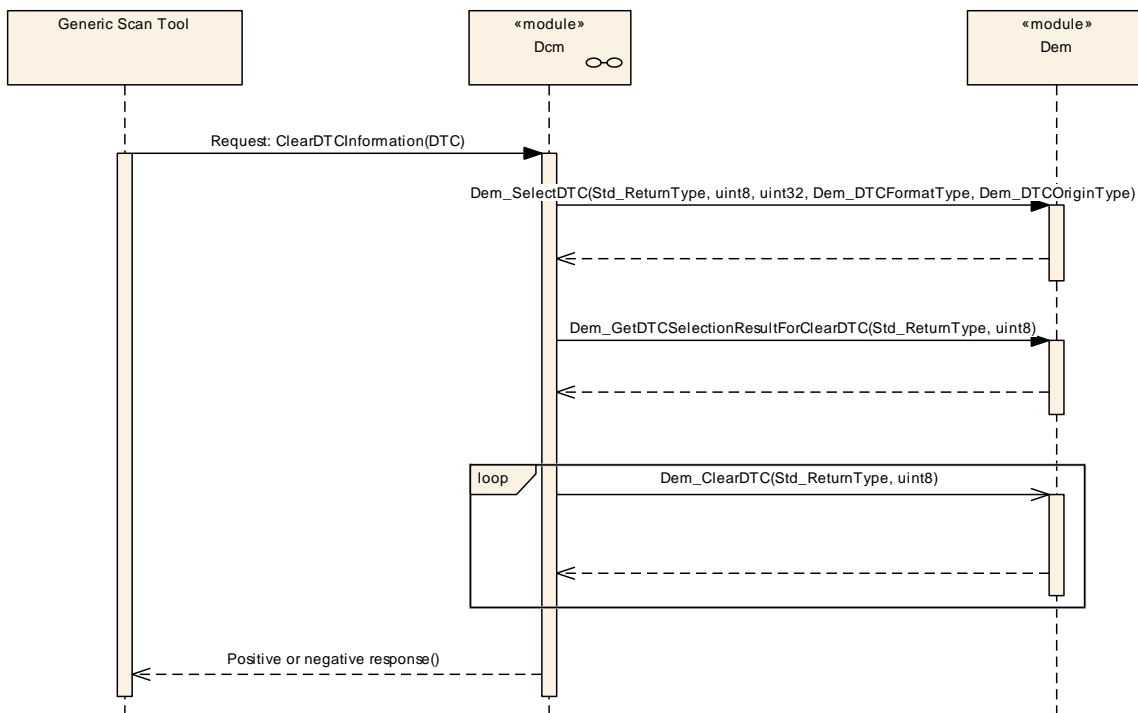 Generic Scan Tool
«module»
Dcm
«module»
Dem
Request: ClearDTCInformation(DTC)
Dem_SelectDTC(Std_ReturnType, uint8, uint32, Dem_DTCFormatType, Dem_DTCOriginType)
Dem_GetDTCSelectionResultForClearDTC(Std_ReturnType, uint8)
loop
Dem_ClearDTC(Std_ReturnType, uint8)
Positive or negative response()